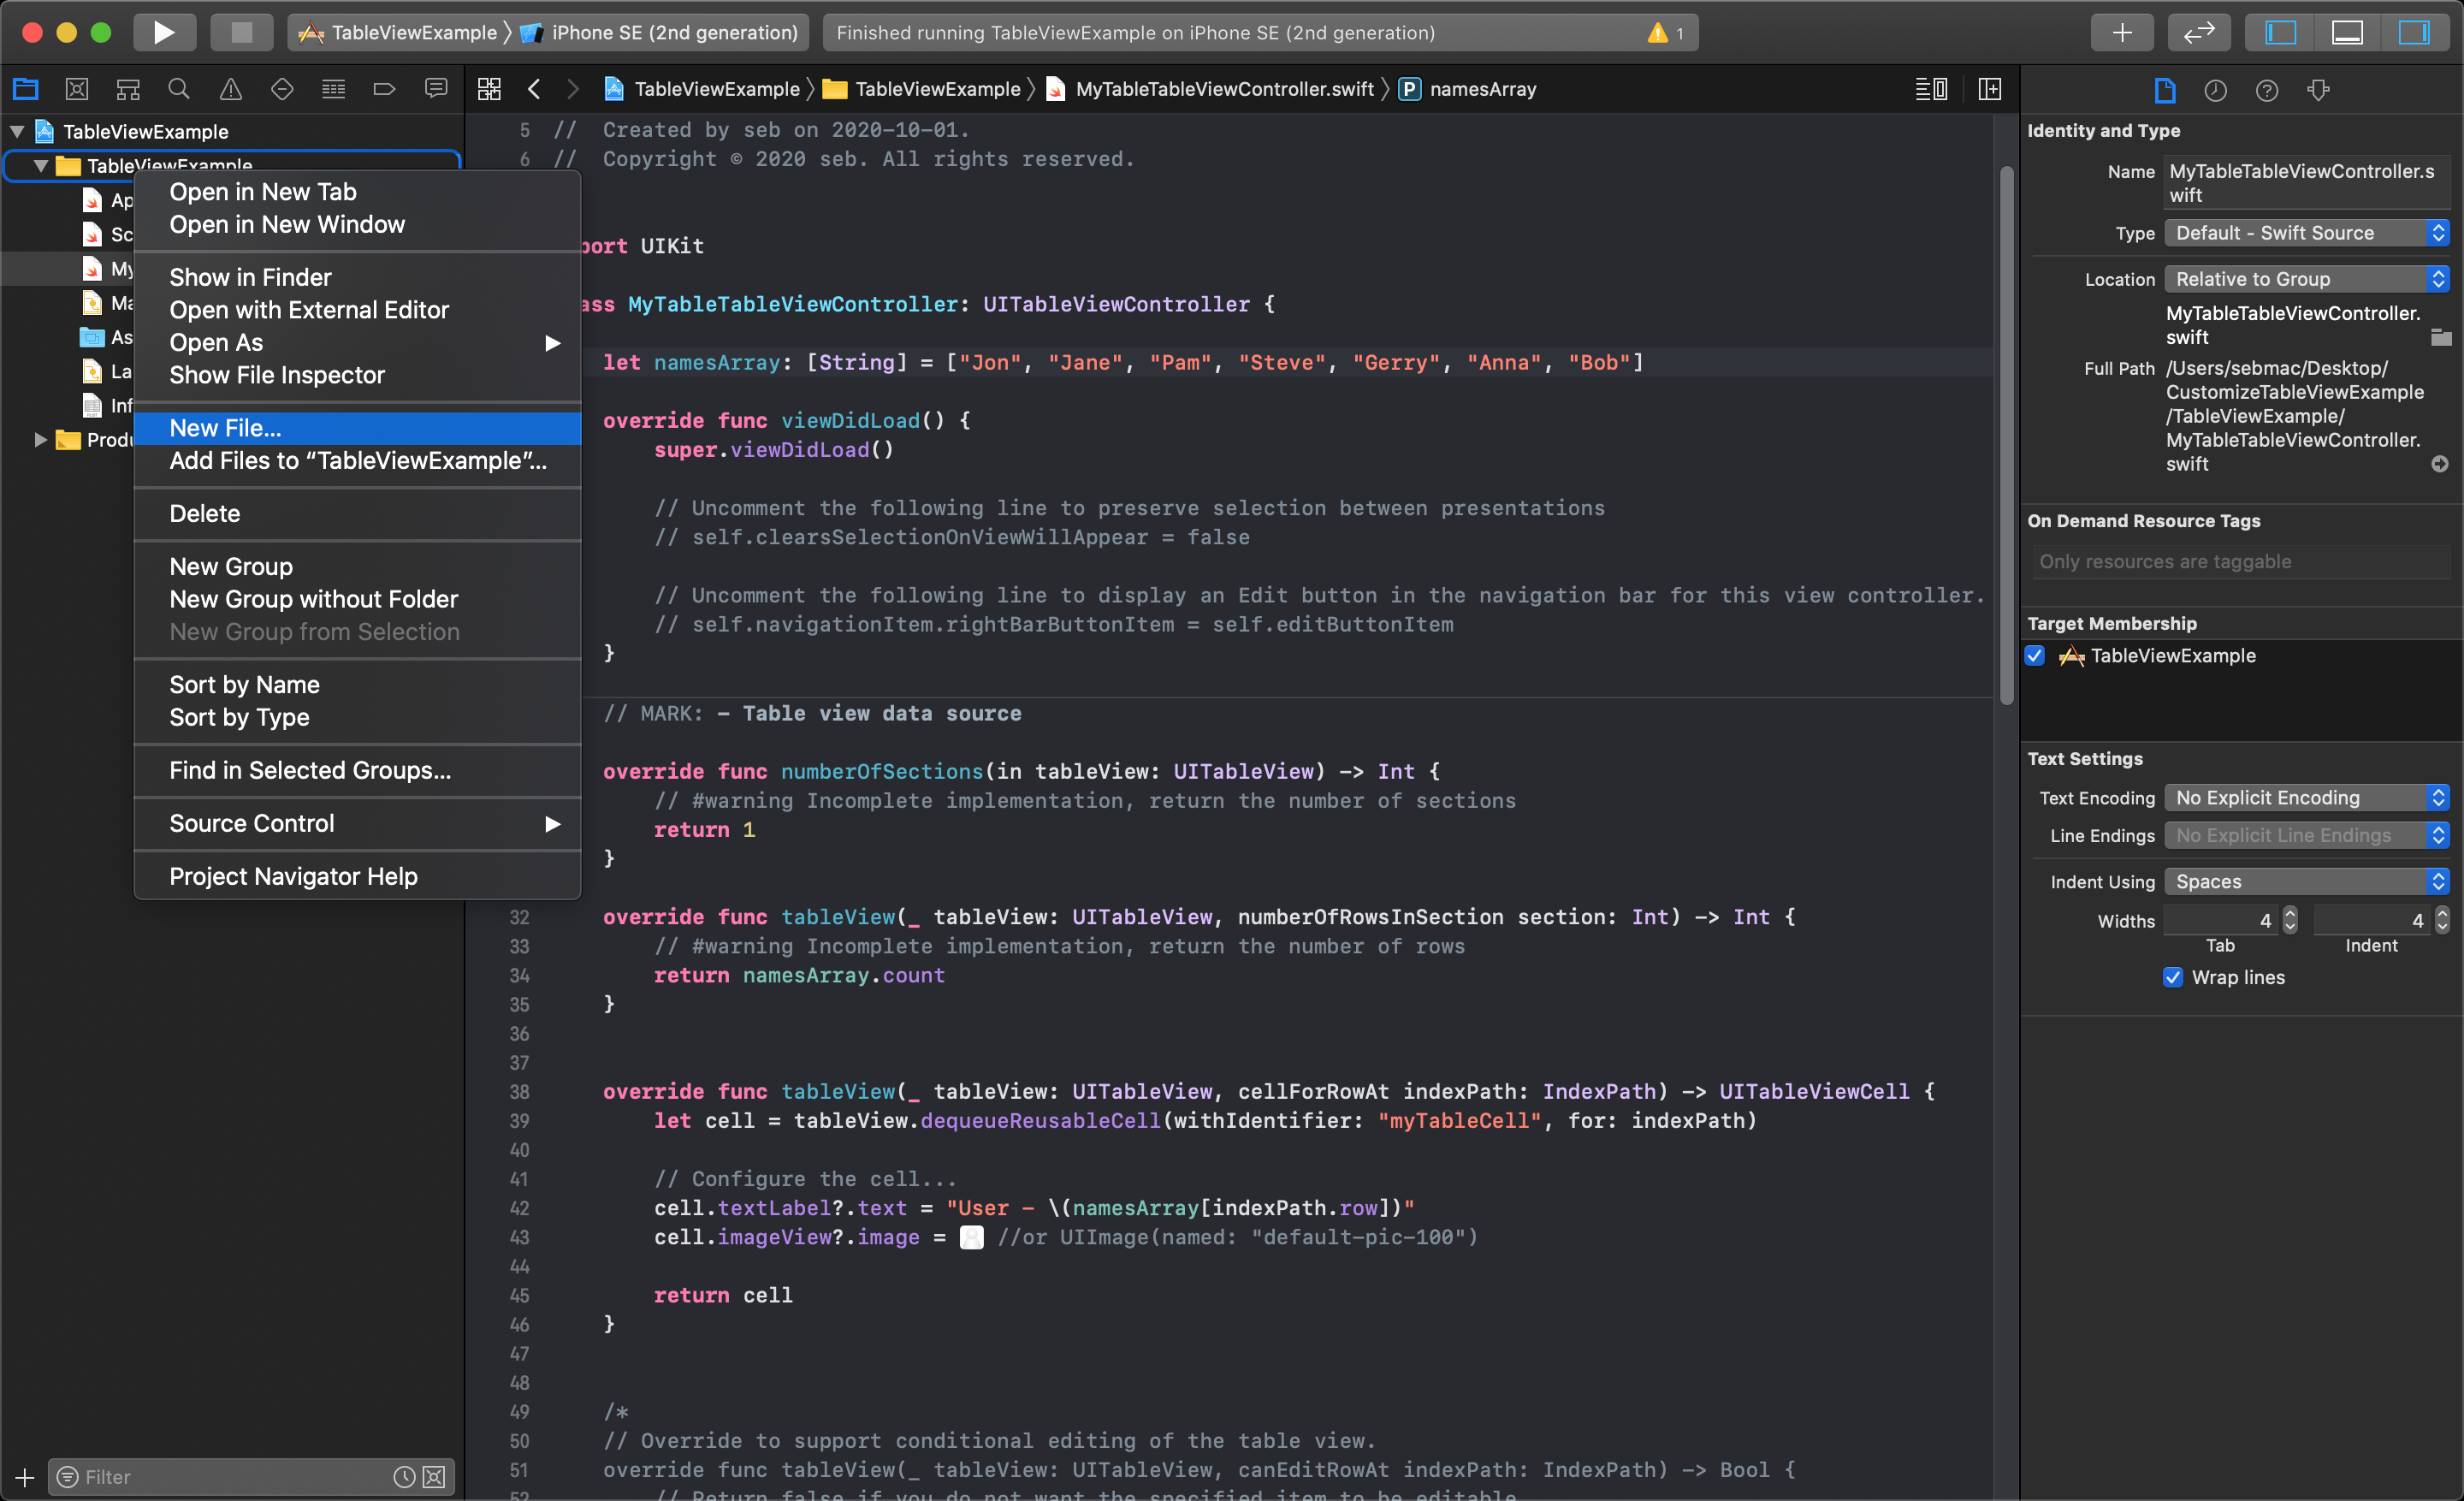 TableViewExample
iPhone SE (2nd generation)
Finished running TableViewExample on iPhone SE (2nd generation)
1
TableViewExample
TableViewExample
MyTableTableViewController.swift
P
namesArray
TableViewExample
TableViewExample
Ap
Sc
My
Ma
As
La
Inf
Produ
Open in New Tab
Open in New Window
Show in Finder
Open with External Editor
Open As
Show File Inspector
New File...
Add Files to “TableViewExample”...
Delete
New Group
New Group without Folder
New Group from Selection
Sort by Name
Sort by Type
Find in Selected Groups...
Source Control
Project Navigator Help
Filter
5 //  Created by seb on 2020-10-01.
6 //  Copyright © 2020 seb. All rights reserved.
port UIKit
ass MyTableTableViewController: UITableViewController {
let namesArray: [String] = ["Jon", "Jane", "Pam", "Steve", "Gerry", "Anna", "Bob"]
override func viewDidLoad() {
super.viewDidLoad()
// Uncomment the following line to preserve selection between presentations
// self.clearsSelectionOnViewWillAppear = false
// Uncomment the following line to display an Edit button in the navigation bar for this view controller.
// self.navigationItem.rightBarButtonItem = self.editButtonItem
}
// MARK: - Table view data source
override func numberOfSections(in tableView: UITableView) -> Int {
// #warning Incomplete implementation, return the number of sections
return 1
}
32 override func tableView(_ tableView: UITableView, numberOfRowsInSection section: Int) -> Int {
33 // #warning Incomplete implementation, return the number of rows
34 return namesArray.count
35 }
36
37
38 override func tableView(_ tableView: UITableView, cellForRowAt indexPath: IndexPath) -> UITableViewCell {
39 let cell = tableView.dequeueReusableCell(withIdentifier: "myTableCell", for: indexPath)
40
41 // Configure the cell...
42 cell.textLabel?.text = "User - \(namesArray[indexPath.row])"
43 cell.imageView?.image = //or UIImage(named: "default-pic-100")
44
45 return cell
46 }
47
48
49 /*
50 // Override to support conditional editing of the table view.
51 override func tableView(_ tableView: UITableView, canEditRowAt indexPath: IndexPath) -> Bool {
52 // Return false if you do not want the specified item to be editable
Identity and Type
Name MyTableTableViewController.s
wift
Type Default - Swift Source
Location Relative to Group
MyTableTableViewController.
swift
Full Path /Users/sebmac/Desktop/
CustomizeTableViewExample
/TableViewExample/
MyTableTableViewController.
swift
On Demand Resource Tags
Only resources are taggable
Target Membership
TableViewExample
Text Settings
Text Encoding No Explicit Encoding
Line Endings No Explicit Line Endings
Indent Using Spaces
Widths 4 4
Tab Indent
Wrap lines